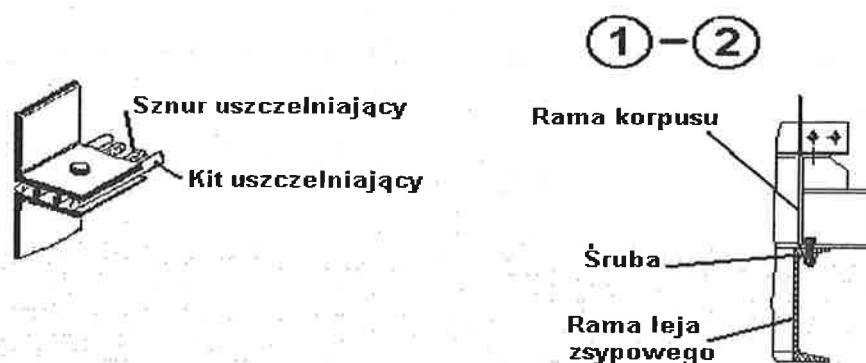 1 – 2
Sznur uszczelniający
Kit uszczelniający
Rama korpusu
Śruba
Rama leja
zsypowego